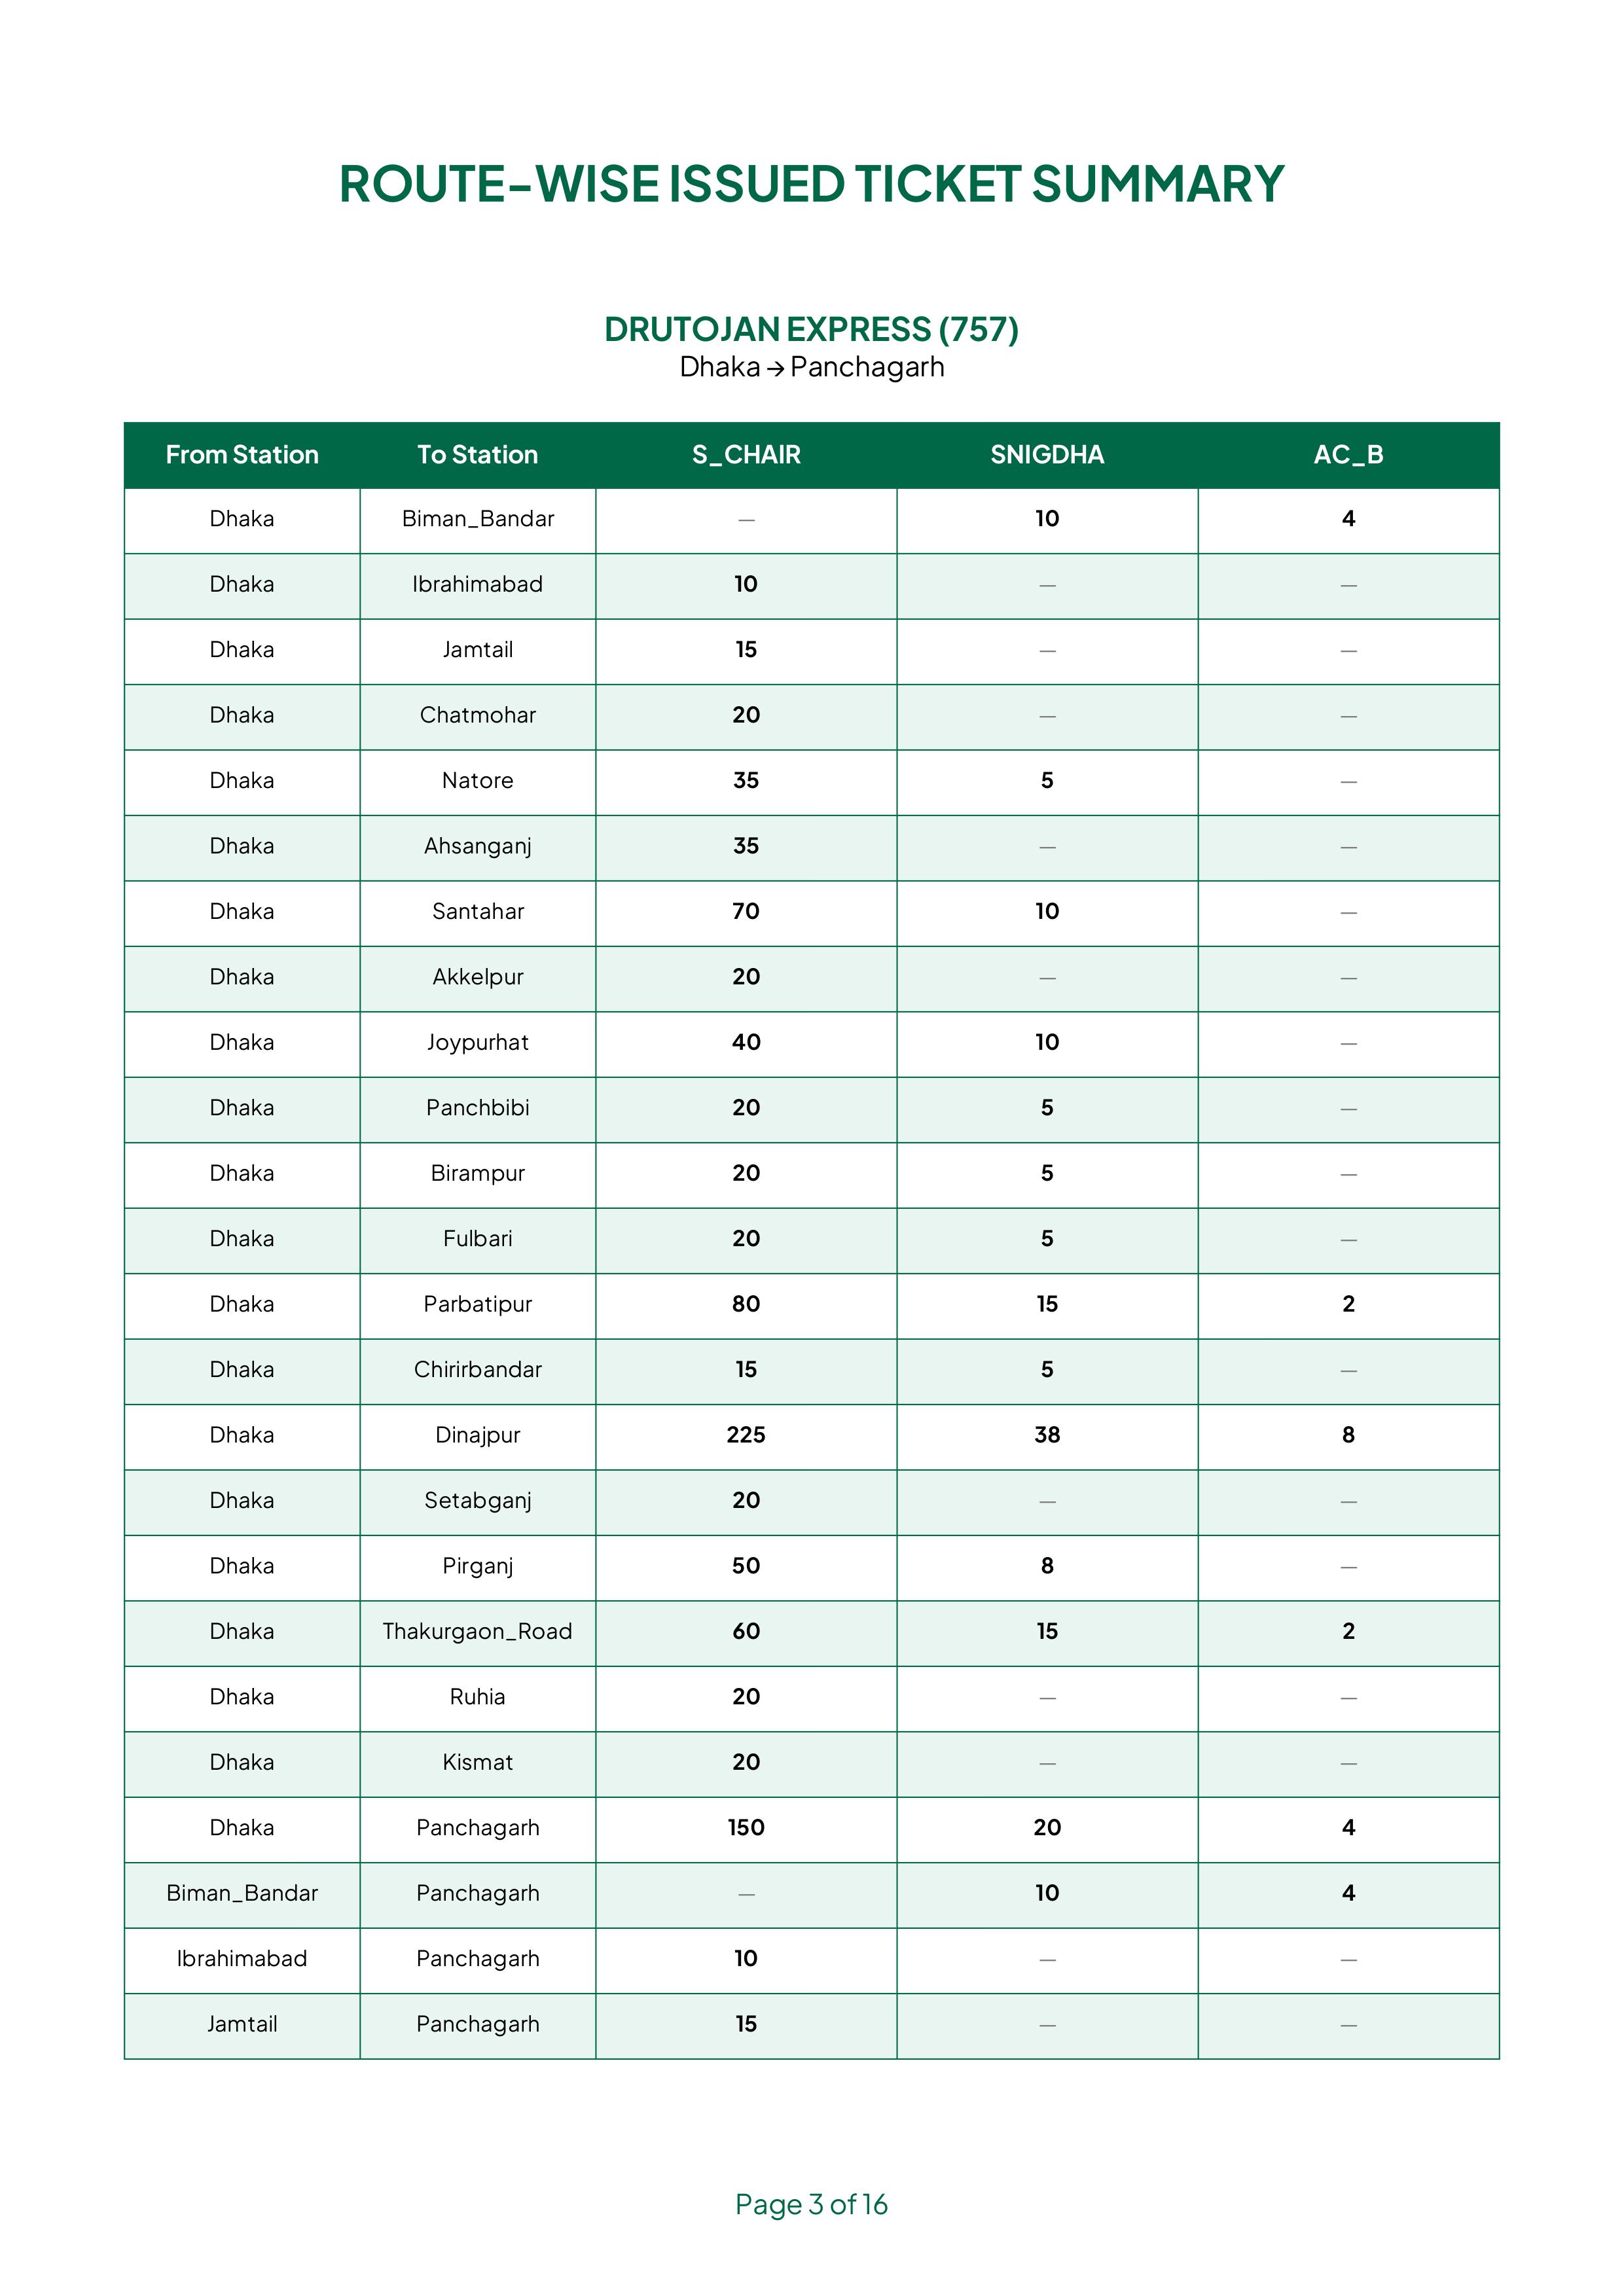 ROUTE-WISE ISSUED TICKET SUMMARY
DRUTOJAN EXPRESS (757)
Dhaka → Panchagarh
From Station To Station S_CHAIR SNIGDHA AC_B
Dhaka Biman_Bandar — 10 4
Dhaka Ibrahimabad 10 — —
Dhaka Jamtail 15 — —
Dhaka Chatmohar 20 — —
Dhaka Natore 35 5 —
Dhaka Ahsanganj 35 — —
Dhaka Santahar 70 10 —
Dhaka Akkelpur 20 — —
Dhaka Joypurhat 40 10 —
Dhaka Panchbibi 20 5 —
Dhaka Birampur 20 5 —
Dhaka Fulbari 20 5 —
Dhaka Parbatipur 80 15 2
Dhaka Chirirbandar 15 5 —
Dhaka Dinajpur 225 38 8
Dhaka Setabganj 20 — —
Dhaka Pirganj 50 8 —
Dhaka Thakurgaon_Road 60 15 2
Dhaka Ruhia 20 — —
Dhaka Kismat 20 — —
Dhaka Panchagarh 150 20 4
Biman_Bandar Panchagarh — 10 4
Ibrahimabad Panchagarh 10 — —
Jamtail Panchagarh 15 — —
Page 3 of 16